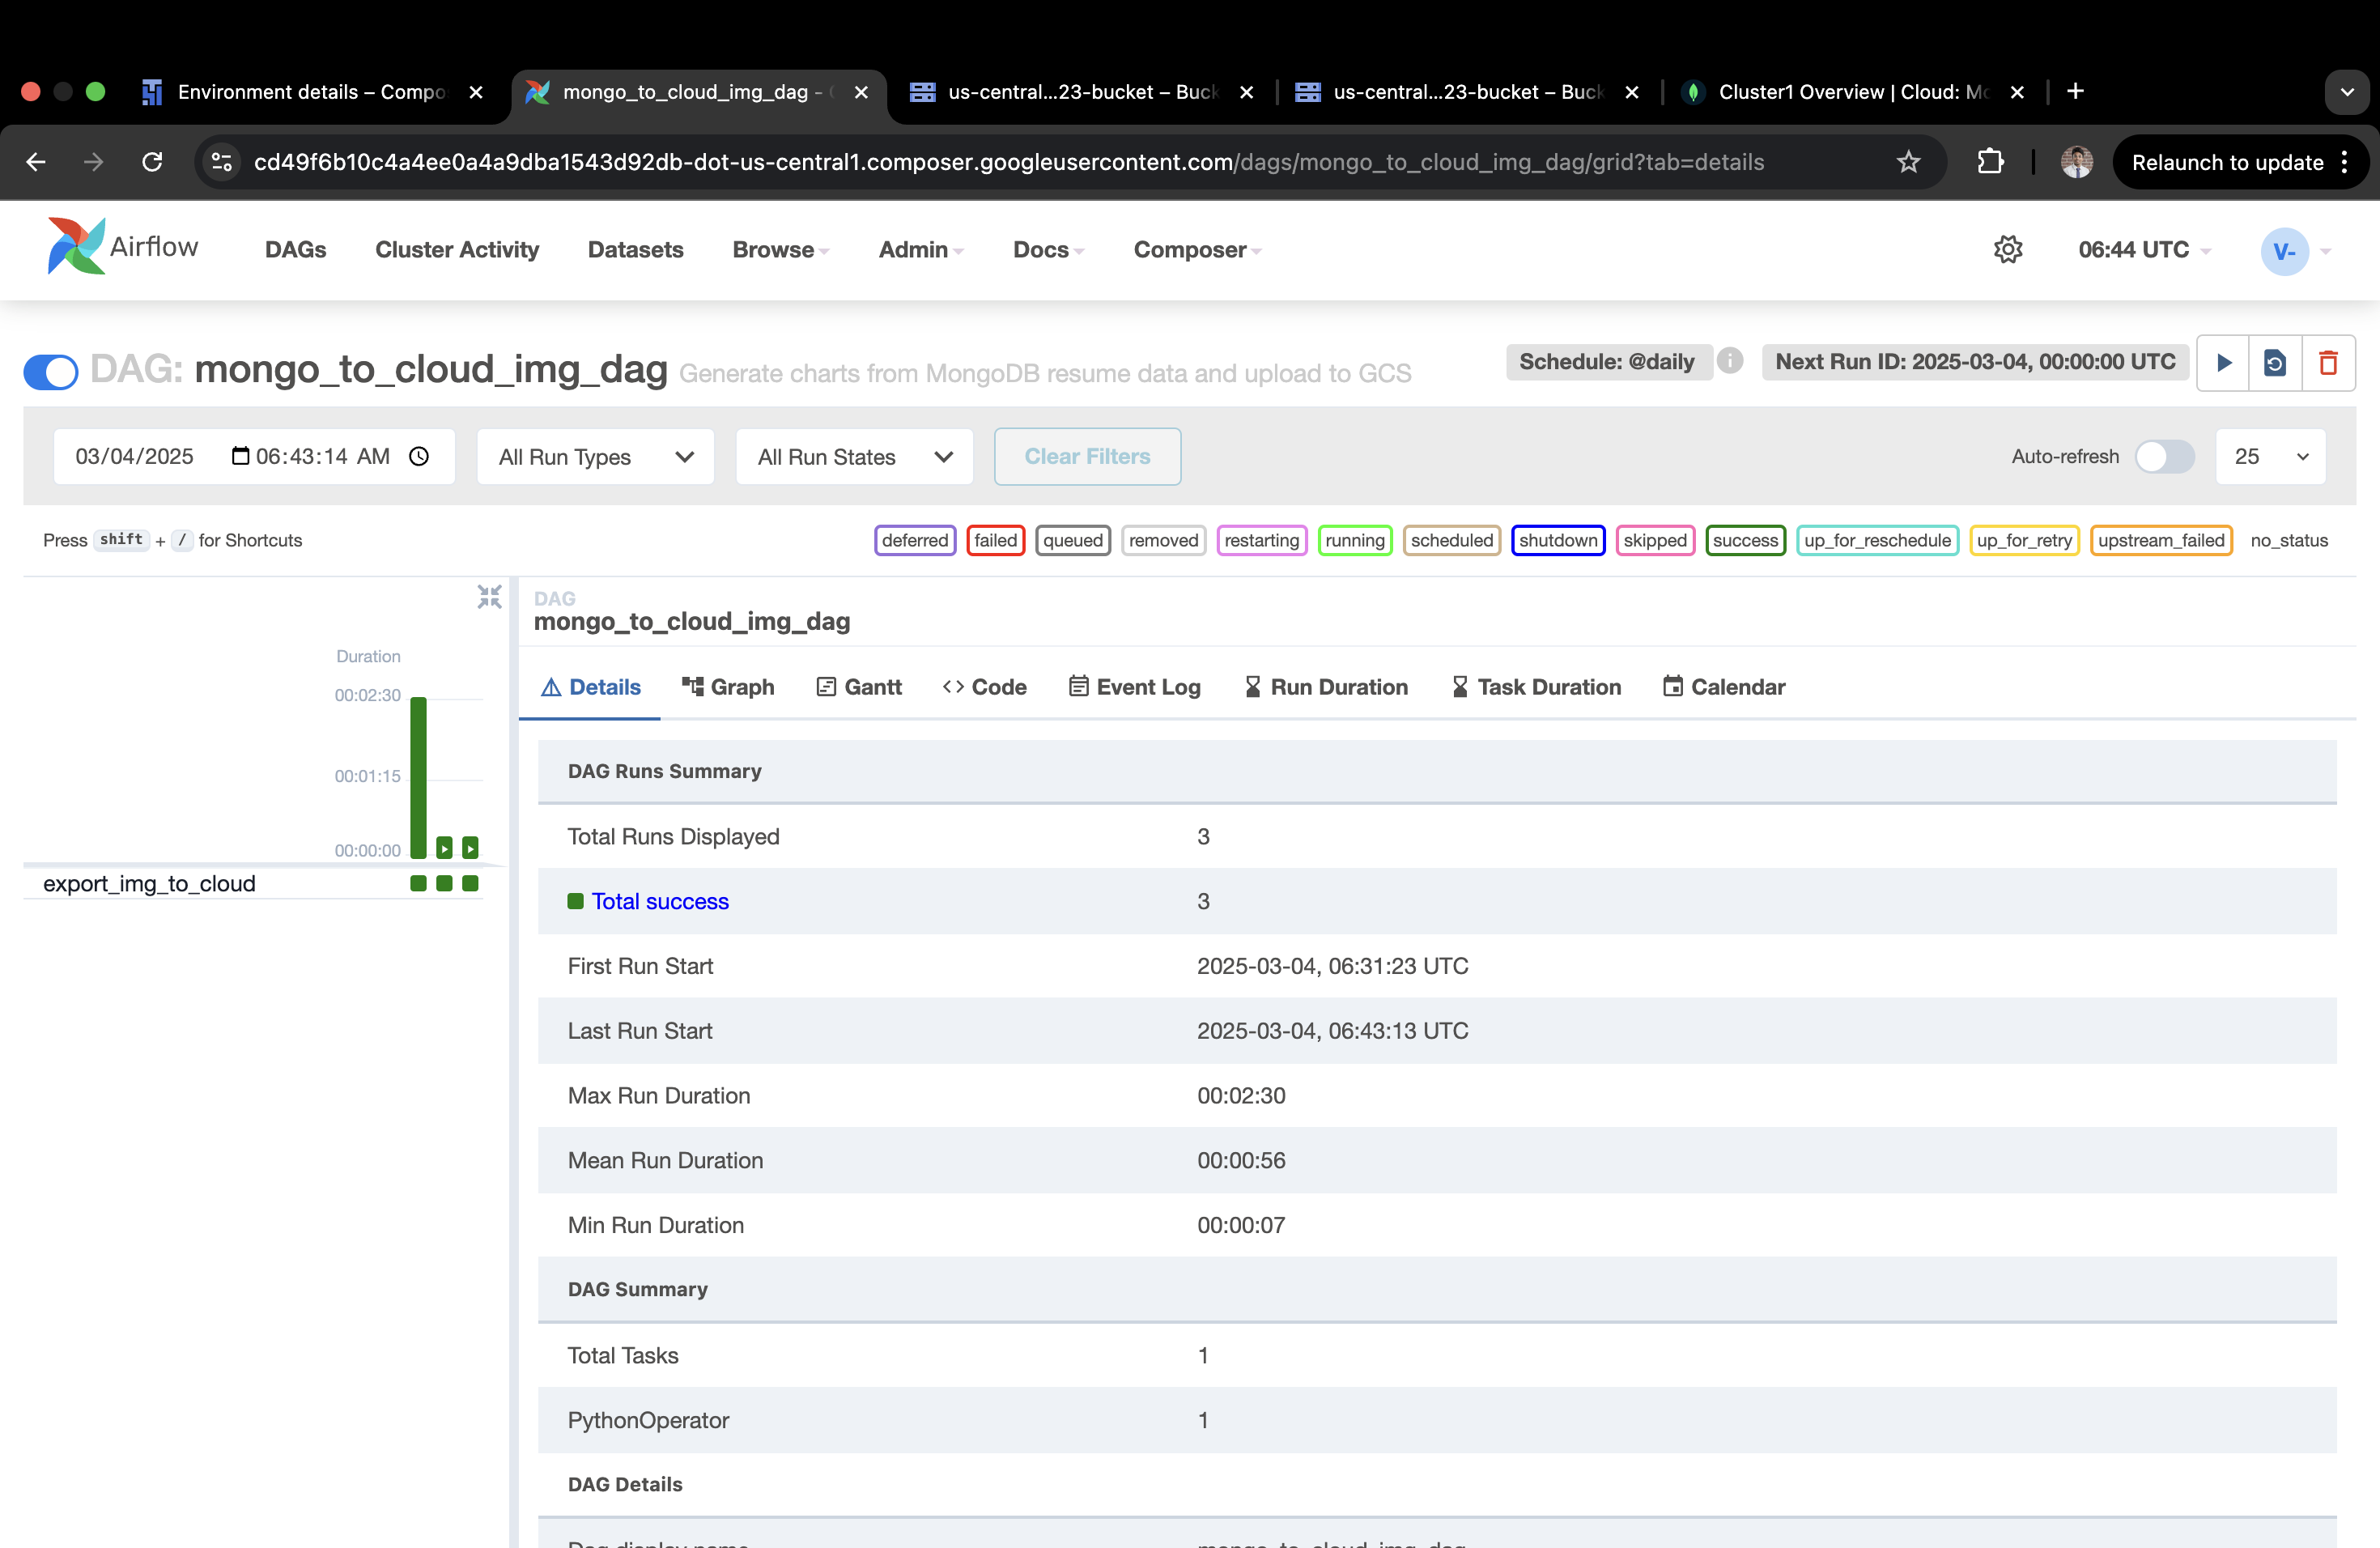 Environment details – Compo
mongo_to_cloud_img_dag -
us-central...23-bucket – Buck
us-central...23-bucket – Buck
Cluster1 Overview | Cloud: Mo
cd49f6b10c4a4ee0a4a9dba1543d92db-dot-us-central1.composer.googleusercontent.com/dags/mongo_to_cloud_img_dag/grid?tab=details
Relaunch to update
Airflow
DAGs
Cluster Activity
Datasets
Browse
Admin
Docs
Composer
06:44 UTC
V-
DAG: mongo_to_cloud_img_dag Generate charts from MongoDB resume data and upload to GCS
Schedule: @daily
Next Run ID: 2025-03-04, 00:00:00 UTC
03/04/2025 06:43:14 AM
All Run Types
All Run States
Clear Filters
Auto-refresh
25
Press shift + / for Shortcuts
deferred
failed
queued
removed
restarting
running
scheduled
shutdown
skipped
success
up_for_reschedule
up_for_retry
upstream_failed
no_status
Duration
00:02:30
00:01:15
00:00:00
export_img_to_cloud
DAG
mongo_to_cloud_img_dag
Details
Graph
Gantt
Code
Event Log
Run Duration
Task Duration
Calendar
DAG Runs Summary
Total Runs Displayed 3
Total success 3
First Run Start 2025-03-04, 06:31:23 UTC
Last Run Start 2025-03-04, 06:43:13 UTC
Max Run Duration 00:02:30
Mean Run Duration 00:00:56
Min Run Duration 00:00:07
DAG Summary
Total Tasks 1
PythonOperator 1
DAG Details
Dag display name mongo_to_cloud_img_dag